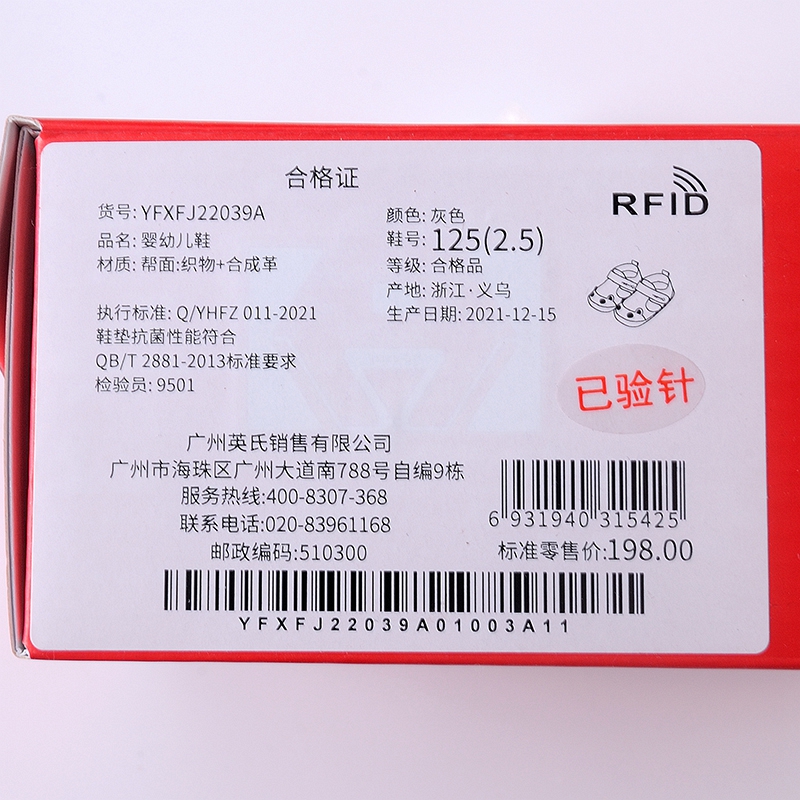 合格证
RFID
货号: YFXFJ22039A
品名: 婴幼儿鞋
材质: 帮面:织物+合成革
颜色: 灰色
鞋号: 125(2.5)
等级: 合格品
产地: 浙江·义乌
生产日期: 2021-12-15
执行标准: Q/YHFZ 011-2021
鞋垫抗菌性能符合
QB/T 2881-2013标准要求
检验员: 9501
已验针
广州英氏销售有限公司
广州市海珠区广州大道南788号自编9栋
服务热线:400-8307-368
联系电话:020-83961168
邮政编码:510300
6 931940 315425
标准零售价:198.00
YFXFJ22039A01003A11